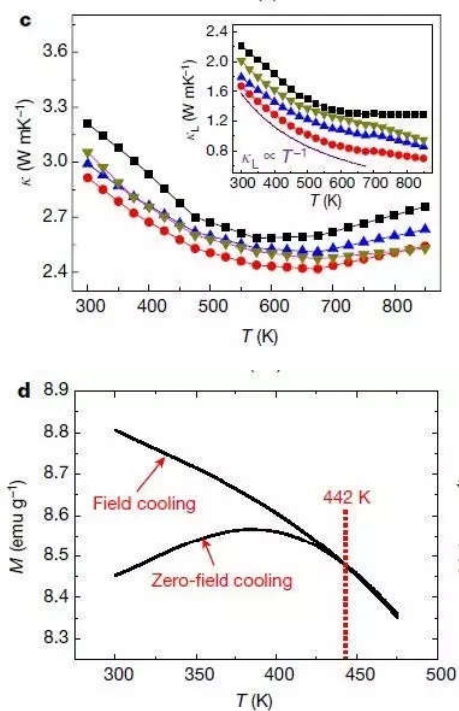 c
κ (W mK⁻¹)
3.8
3.3
3.0
2.7
2.4
300 400 500 600 700 800
T (K)
κL (W mK⁻¹)
2.4
1.8
1.2
0.6
κL ∝ T⁻¹
300 400 500 600 700 800
T (K)
d
M (emu g⁻¹)
8.9
8.8
8.7
8.6
8.5
8.4
8.3
Field cooling
442 K
Zero-field cooling
300 350 400 450 500
T (K)